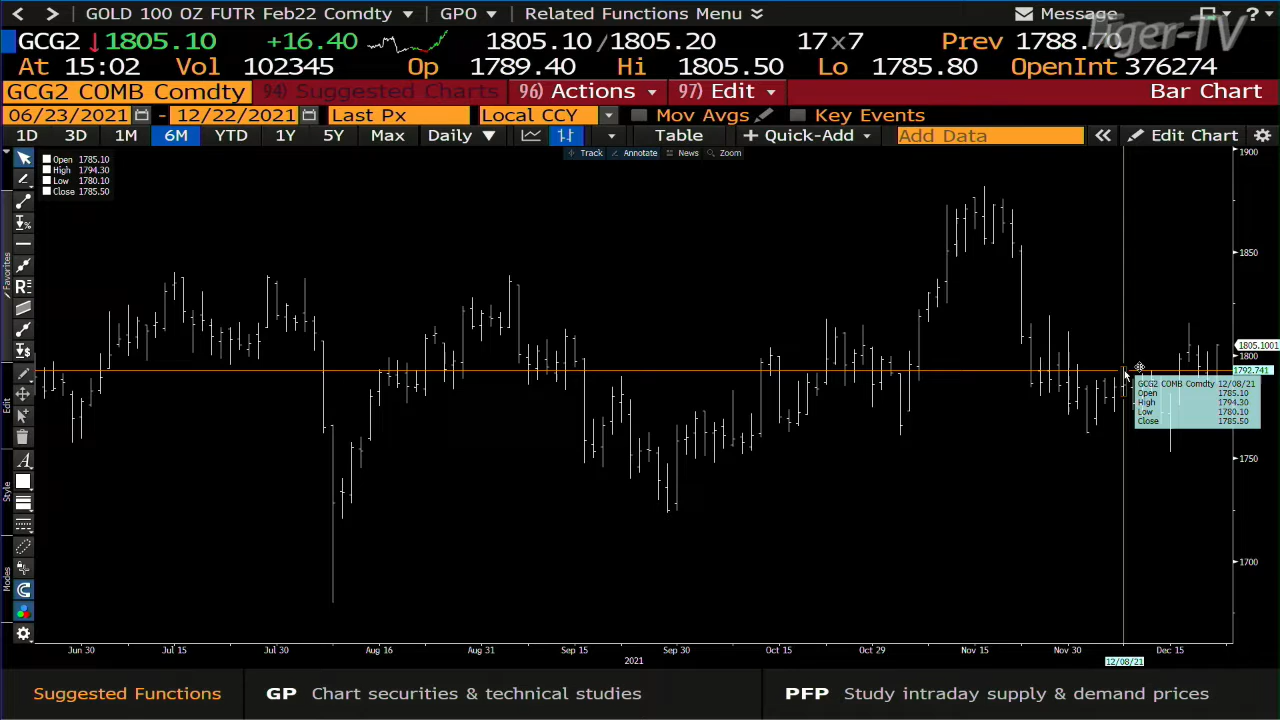 GOLD 100 OZ FUTR Feb22 Comdty GPO Related Functions Menu Message ?
Tiger-TV
GCG2 1805.10 +16.40 1805.10/1805.20 17x7 Prev 1788.70
At 15:02 Vol 102345 Op 1789.40 Hi 1805.50 Lo 1785.80 OpenInt 376274
GCG2 COMB Comdty 94) Suggested Charts 96) Actions 97) Edit Bar Chart
06/23/2021 - 12/22/2021 Last Px Local CCY Mov Avgs Key Events
1D 3D 1M 6M YTD 1Y 5Y Max Daily Table + Quick-Add Add Data Edit Chart
Track Annotate News Zoom
Open 1785.10
High 1794.30
Low 1780.10
Close 1785.50
Favorites
Edit
Style
Modes
1900
1850
1805.1001
1800
1792.741
1750
1700
GCG2 COMB Comdty 12/08/21
Open 1785.10
High 1794.30
Low 1780.10
Close 1785.50
Jun 30 Jul 15 Jul 30 Aug 16 Aug 31 Sep 15 Sep 30 Oct 15 Oct 29 Nov 15 Nov 30 Dec 15
2021 12/08/21
Suggested Functions GP Chart securities & technical studies PFP Study intraday supply & demand prices